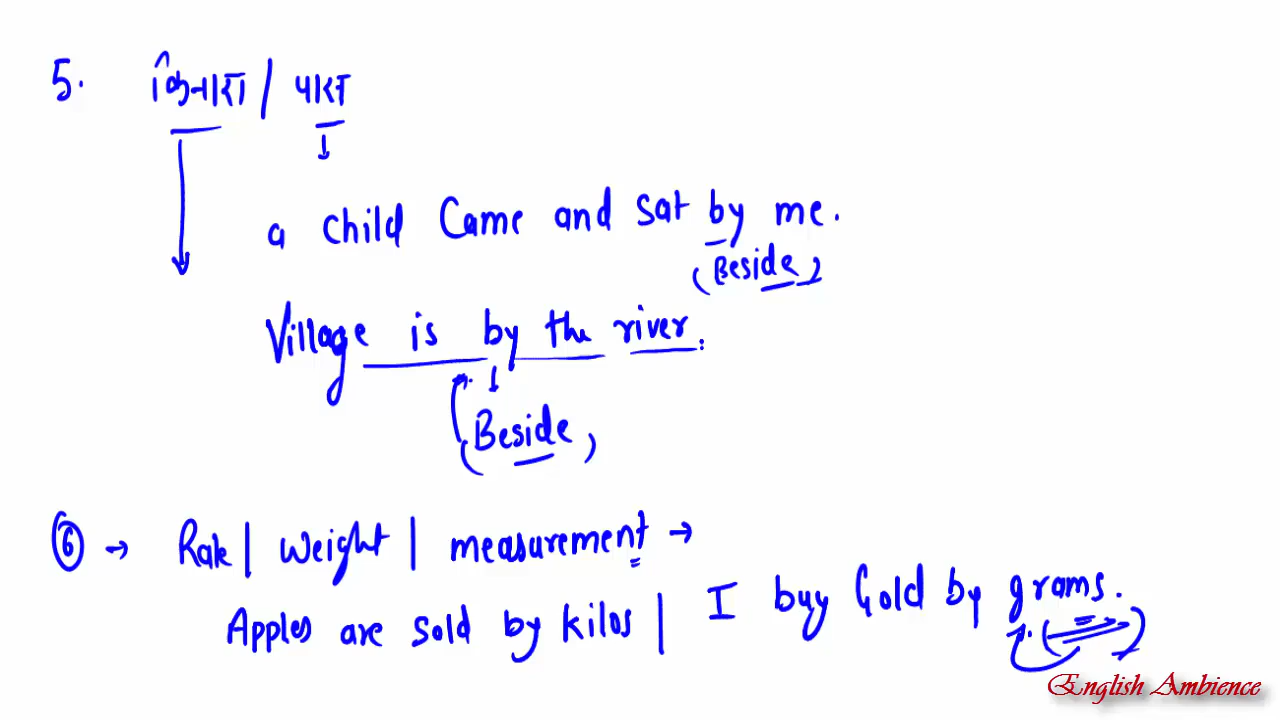 5. किनारा / पास
a child Came and Sat by me.
(Beside)
Village is by the river.
(Beside)
⑥ → Rate | Weight | measurement →
Apples are sold by kilos | I buy Gold by grams.
English Ambience